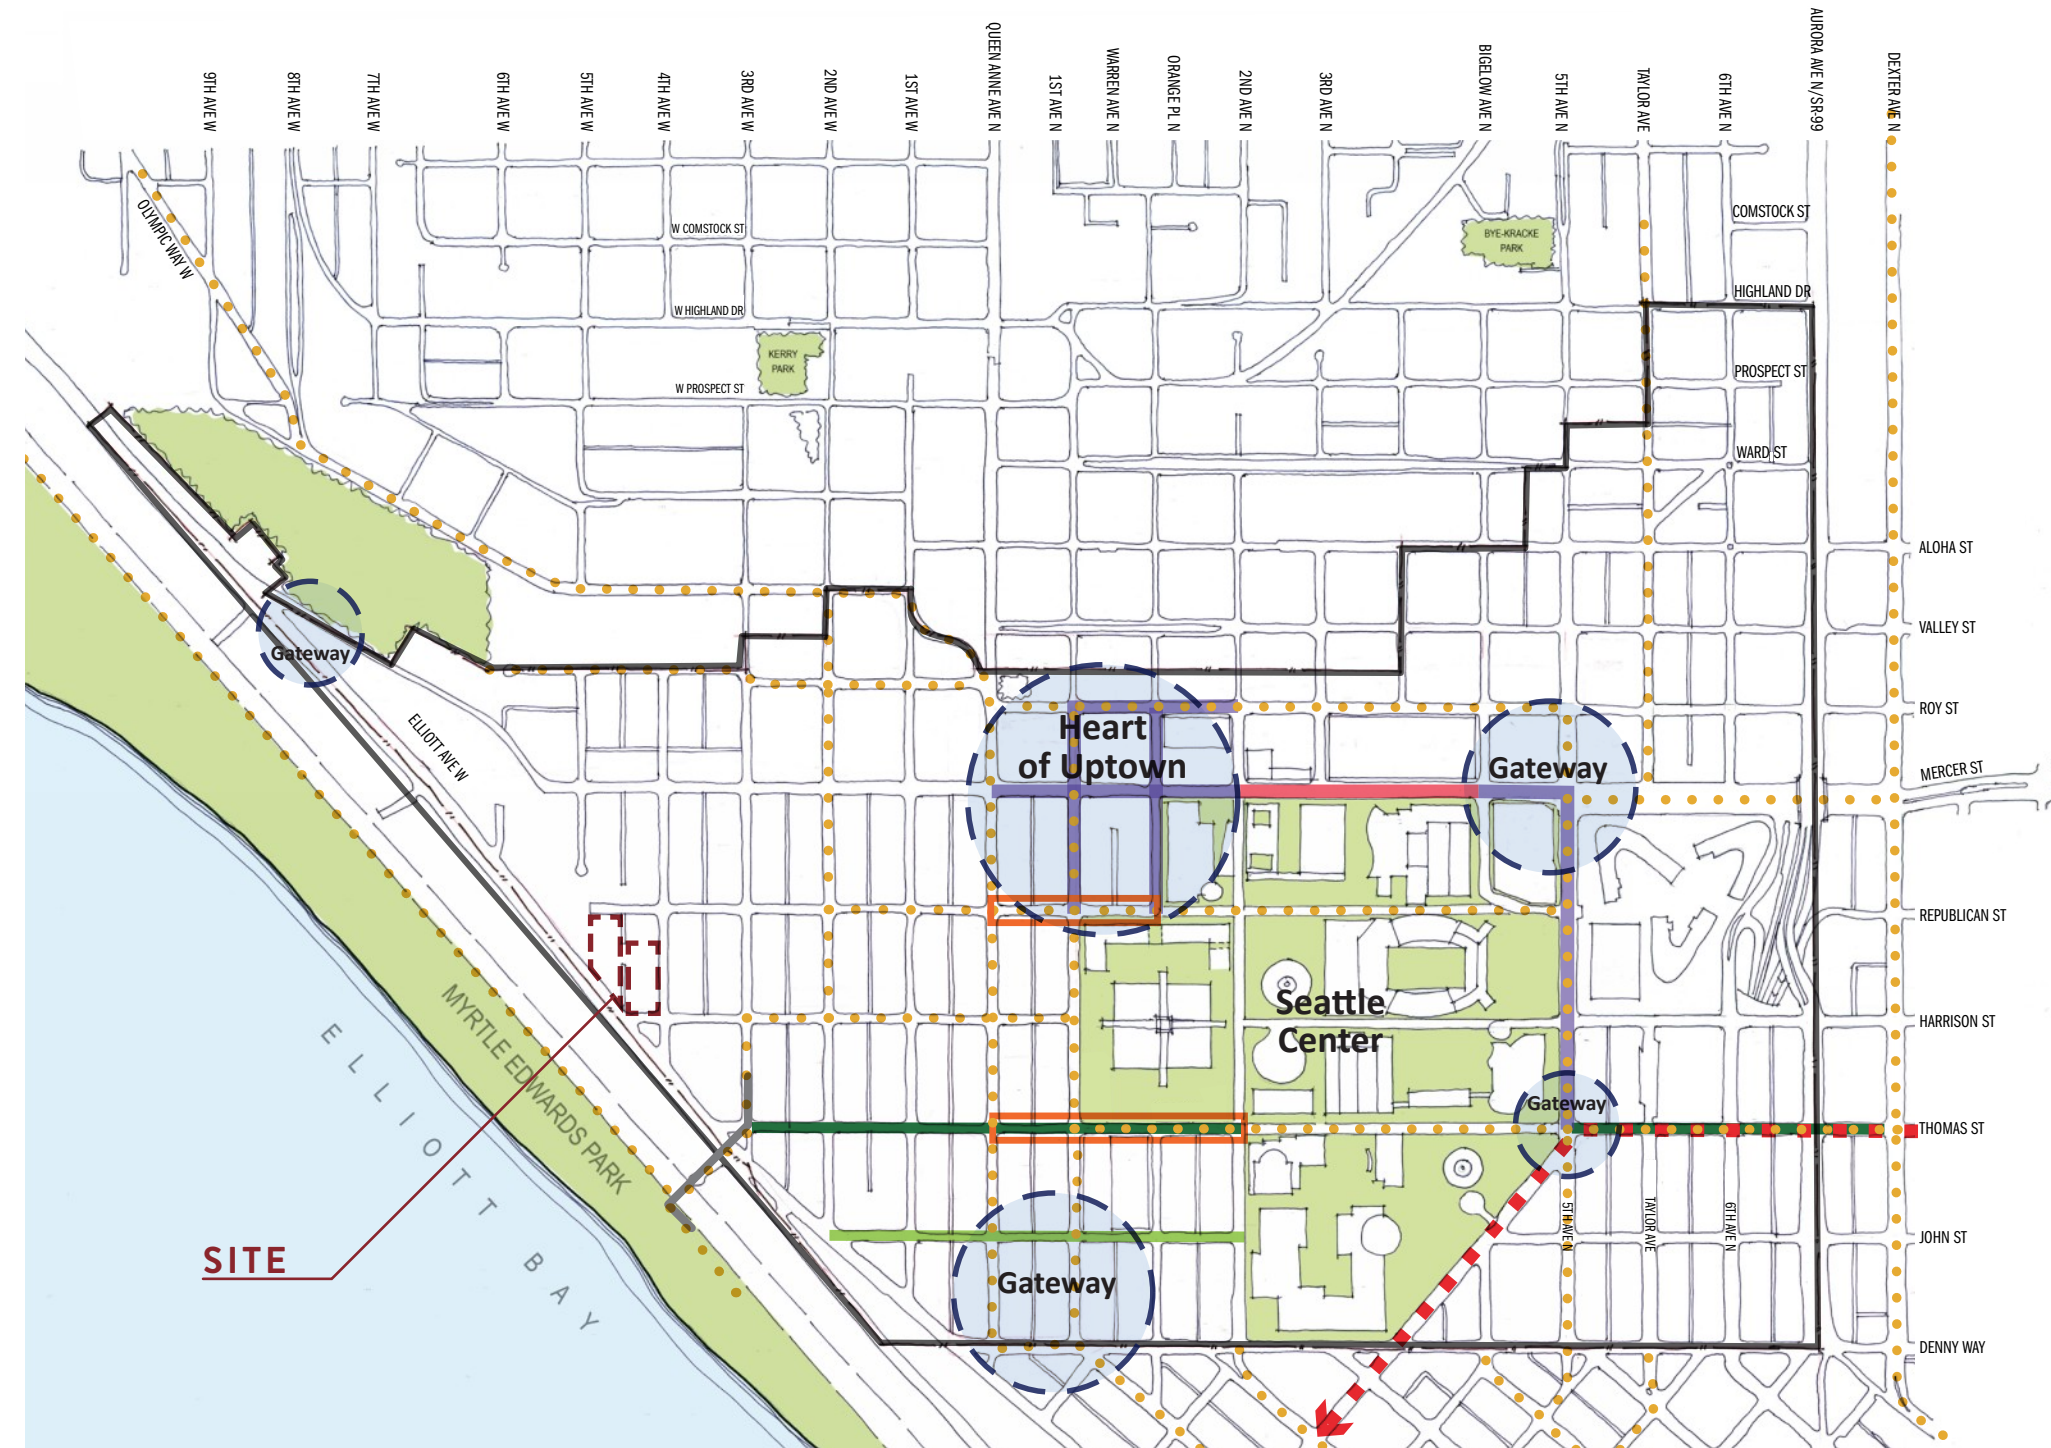 9TH AVE W
8TH AVE W
7TH AVE W
6TH AVE W
5TH AVE W
4TH AVE W
3RD AVE W
2ND AVE W
1ST AVE W
QUEEN ANNE AVE N
1ST AVE N
WARREN AVE N
ORANGE PL N
2ND AVE N
3RD AVE N
BIGELOW AVE N
5TH AVE N
TAYLOR AVE
6TH AVE N
AURORA AVE N/SR-99
DEXTER AVE N
OLYMPIC WAY W
W COMSTOCK ST
COMSTOCK ST
BYE-KRACKE
PARK
W HIGHLAND DR
HIGHLAND DR
KERRY
PARK
W PROSPECT ST
PROSPECT ST
WARD ST
ALOHA ST
VALLEY ST
Gateway
ELLIOTT AVE W
ROY ST
Heart
of Uptown
Gateway
MERCER ST
REPUBLICAN ST
Seattle
Center
HARRISON ST
MYRTLE EDWARDS PARK
ELLIOTT BAY
Gateway
THOMAS ST
5TH AVE N
TAYLOR AVE
6TH AVE N
JOHN ST
SITE
Gateway
DENNY WAY